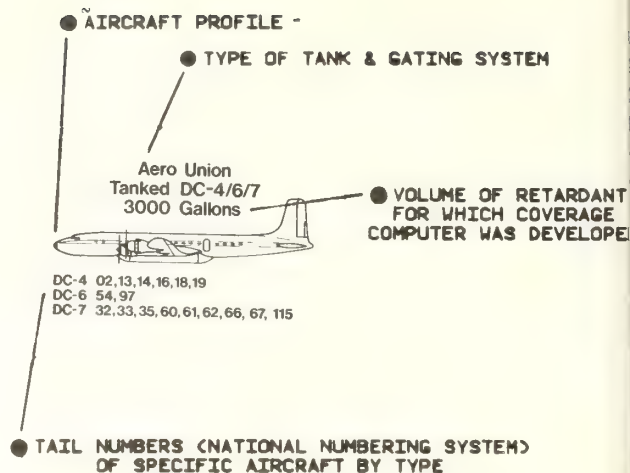 AIRCRAFT PROFILE -
TYPE OF TANK & GATING SYSTEM
Aero Union
Tanked DC-4/6/7
3000 Gallons
VOLUME OF RETARDANT
FOR WHICH COVERAGE
COMPUTER WAS DEVELOPE
DC-4 02,13,14,16,18,19
DC-6 54,97
DC-7 32,33,35,60,61,62,66, 67, 115
TAIL NUMBERS (NATIONAL NUMBERING SYSTEM)
OF SPECIFIC AIRCRAFT BY TYPE